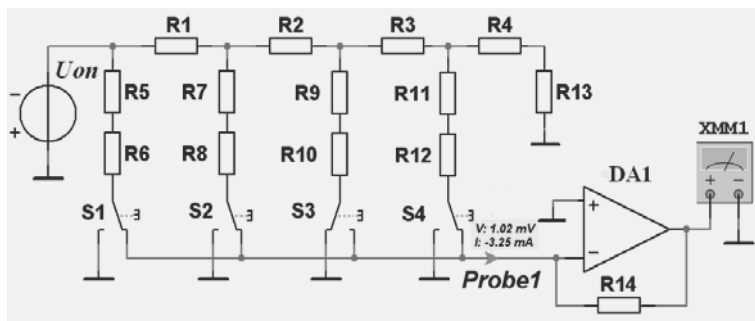 R1 R2 R3 R4
Uon
R5 R7 R9 R11 R13
R6 R8 R10 R12
XMM1
DA1
S1 S2 S3 S4
V: 1.02 mV
I: -3.25 mA
Probe1
R14